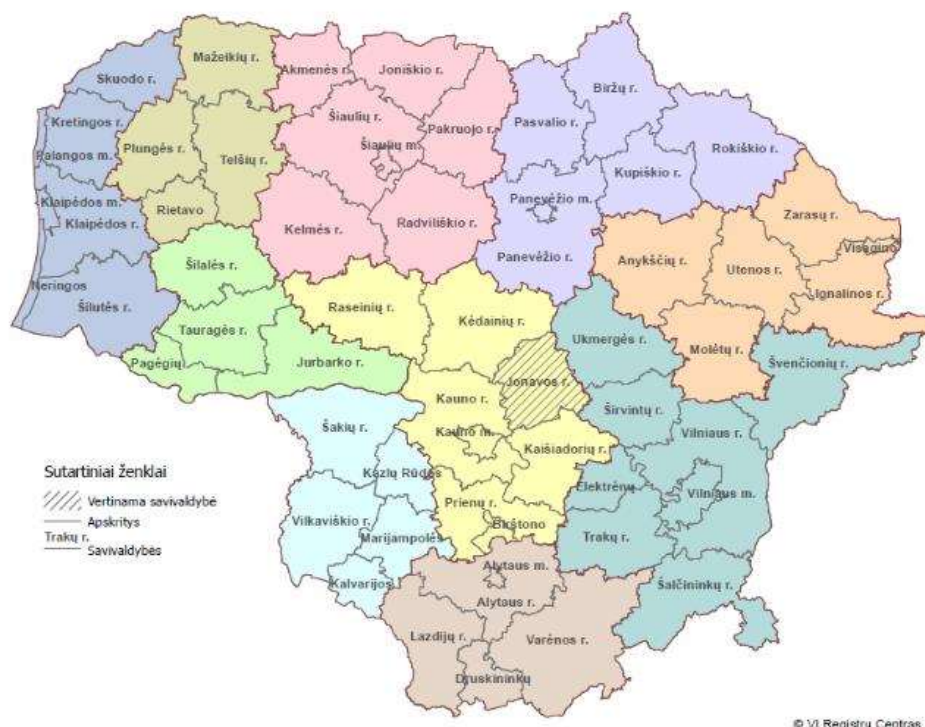 Skuodo r.
Mažeikių r.
Akmenės r.
Joniškio r.
Biržų r.
Kretingos r.
Šiaulių r.
Pakruojo r.
Pasvalio r.
Rokiškio r.
Palangos m.
Plungės r.
Telšių r.
Šiaulių m.
Kupiškio r.
Klaipėdos m.
Rietavo
Panevėžio m.
Zarasų r.
Klaipėdos r.
Kelmės r.
Radviliškio r.
Panevėžio r.
Anykščių r.
Utenos r.
Visagino
Neringos
Šilalės r.
Ignalinos r.
Šilutės r.
Raseinių r.
Kėdainių r.
Tauragės r.
Ukmergės r.
Molėtų r.
Švenčionių r.
Pagėgių
Jurbarko r.
Jonavos r.
Kauno r.
Širvintų r.
Šakių r.
Kauno m.
Kaišiadorių r.
Vilniaus r.
Kazlų Rūdos
Elektrėnų
Vilniaus m.
Vilkaviškio r.
Prienų r.
Birštono
Marijampolės
Trakų r.
Kalvarijos
Alytaus m.
Šalčininkų r.
Alytaus r.
Lazdijų r.
Varėnos r.
Druskininkų
Sutartiniai ženklai
Vertinama savivaldybė
Apskritys
Trakų r.
Savivaldybės
© VĮ Registrų Centras